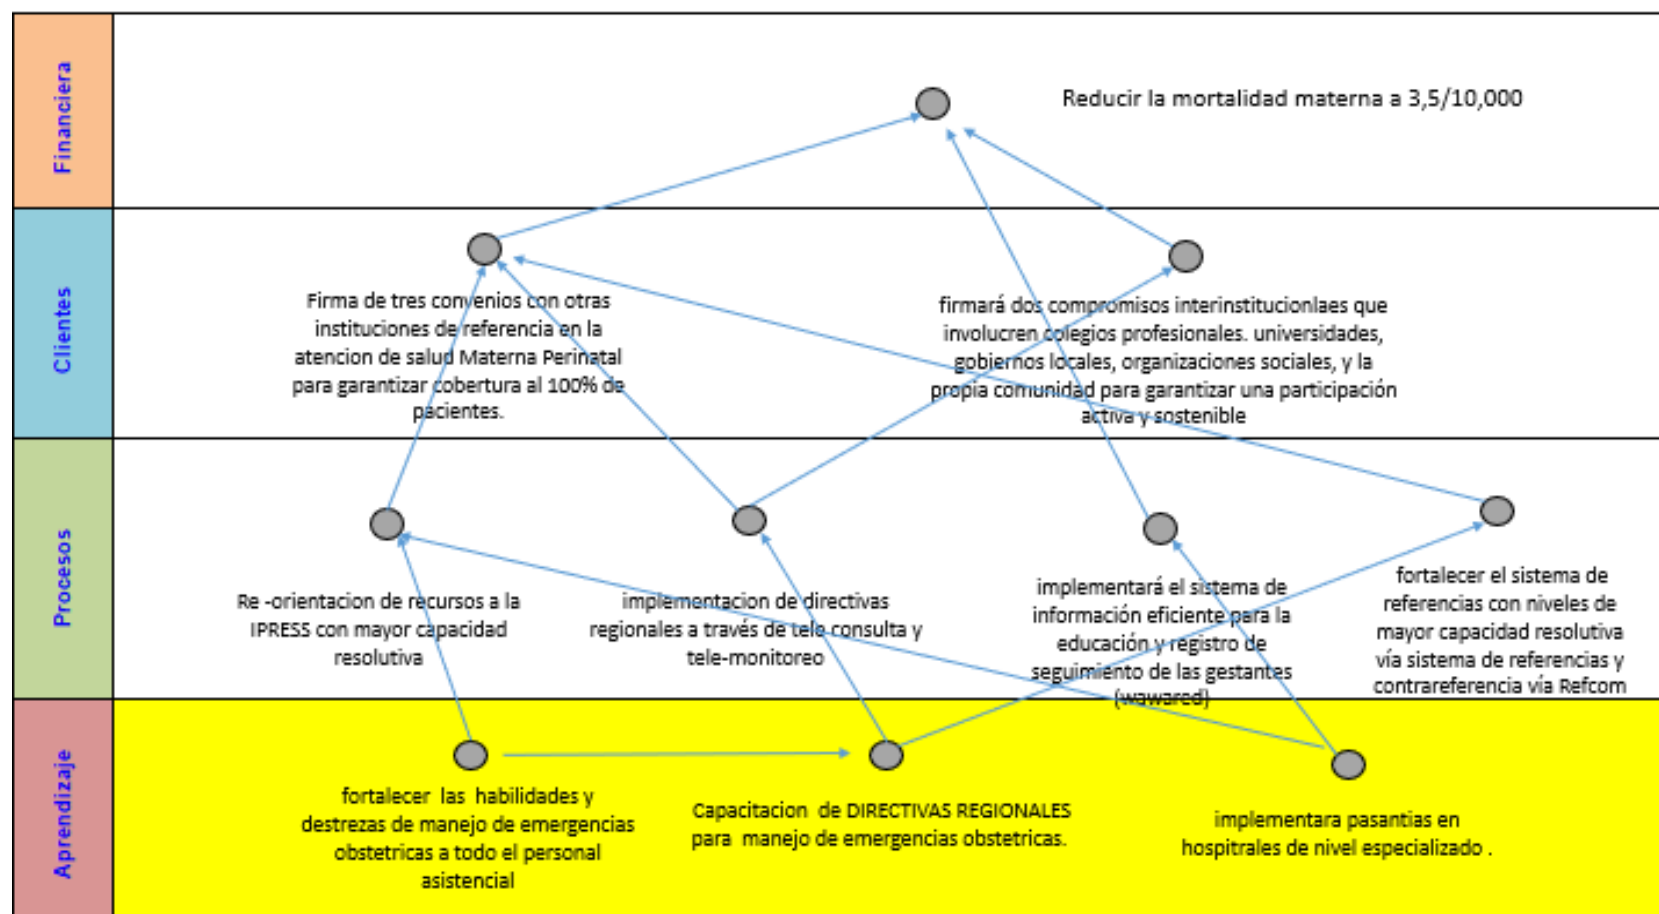 Financiera
Reducir la mortalidad materna a 3,5/10,000
Clientes
Firma de tres convenios con otras
instituciones de referencia en la
atencion de salud Materna Perinatal
para garantizar cobertura al 100% de
pacientes.
firmará dos compromisos interinstitucionlaes que
involucren colegios profesionales. universidades,
gobiernos locales, organizaciones sociales, y la
propia comunidad para garantizar una participación
activa y sostenible
Procesos
Re -orientacion de recursos a la
IPRESS con mayor capacidad
resolutiva
implementacion de directivas
regionales a través de tele consulta y
tele-monitoreo
implementará el sistema de
información eficiente para la
educación y registro de
seguimiento de las gestantes
(wawared)
fortalecer el sistema de
referencias con niveles de
mayor capacidad resolutiva
vía sistema de referencias y
contrareferencia vía Refcom
Aprendizaje
fortalecer las habilidades y
destrezas de manejo de emergencias
obstetricas a todo el personal
asistencial
Capacitacion de DIRECTIVAS REGIONALES
para manejo de emergencias obstetricas.
implementara pasantias en
hospitrales de nivel especializado .